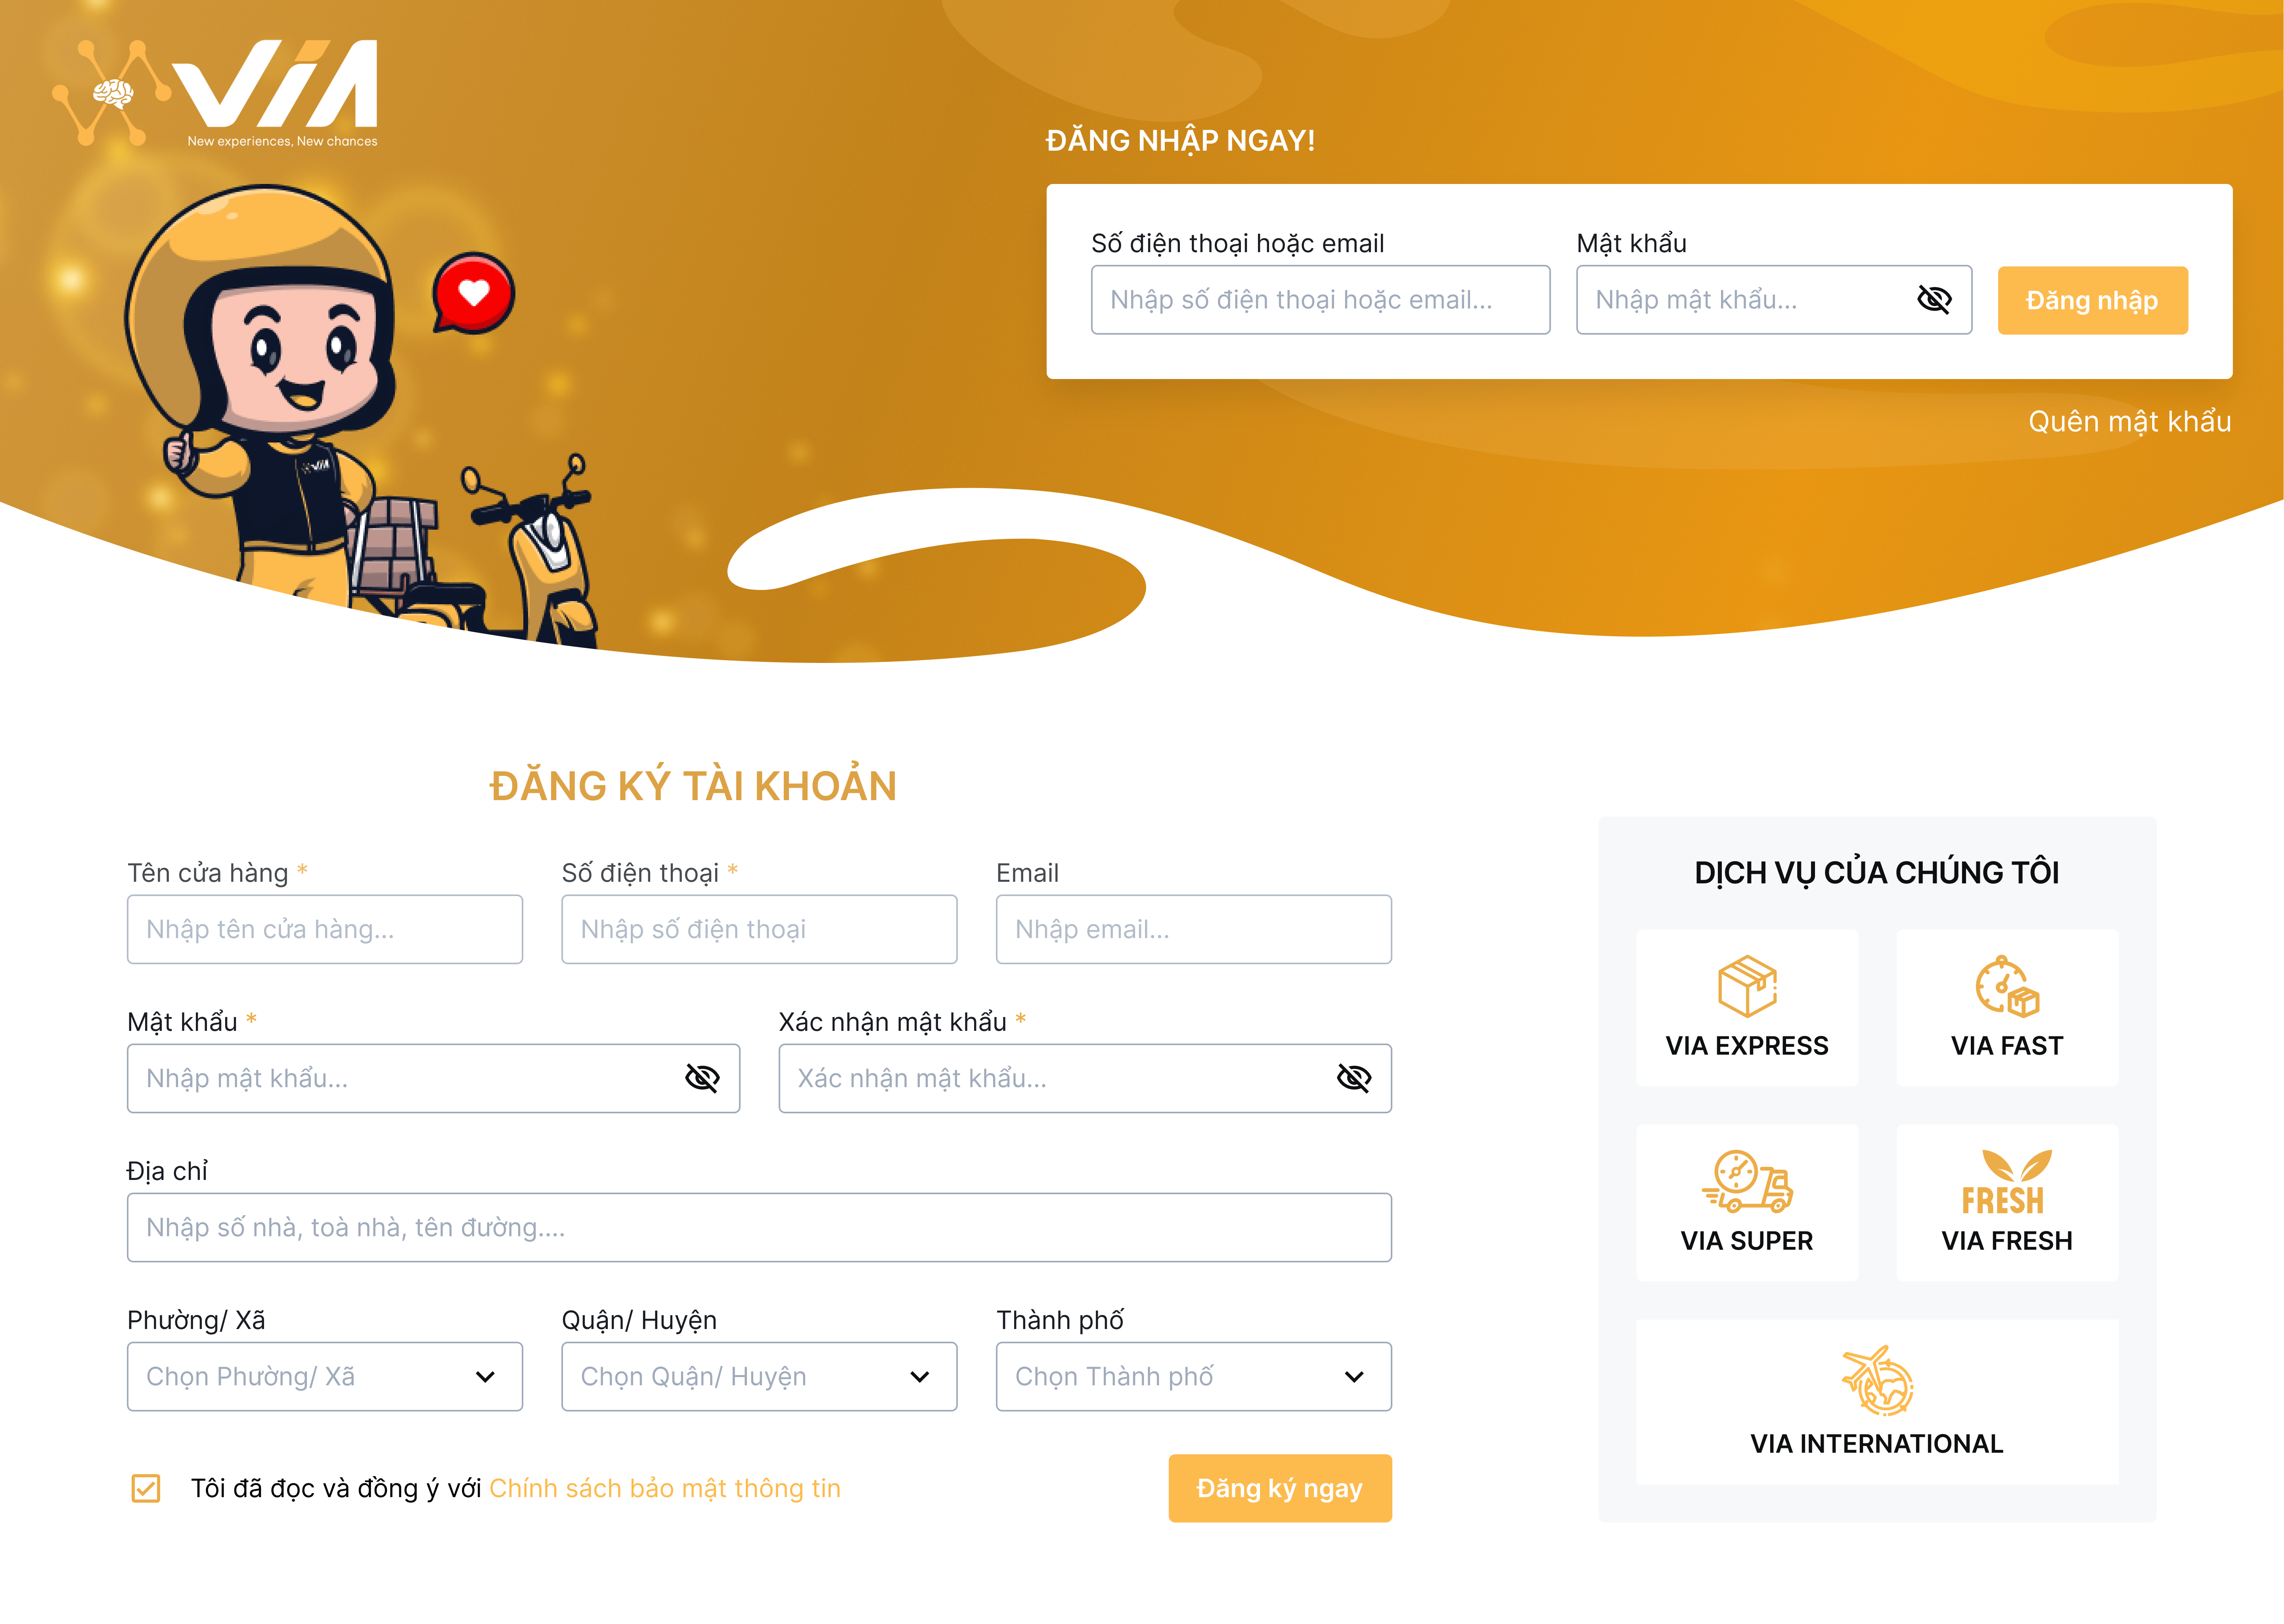 VIA
New experiences, New chances
ĐĂNG NHẬP NGAY!
Số điện thoại hoặc email
Mật khẩu
Nhập số điện thoại hoặc email...
Nhập mật khẩu...
Đăng nhập
Quên mật khẩu
VIA
ĐĂNG KÝ TÀI KHOẢN
Tên cửa hàng *
Số điện thoại *
Email
Nhập tên cửa hàng...
Nhập số điện thoại
Nhập email...
Mật khẩu *
Xác nhận mật khẩu *
Nhập mật khẩu...
Xác nhận mật khẩu...
Địa chỉ
Nhập số nhà, toà nhà, tên đường....
Phường/ Xã
Quận/ Huyện
Thành phố
Chọn Phường/ Xã
Chọn Quận/ Huyện
Chọn Thành phố
Tôi đã đọc và đồng ý với Chính sách bảo mật thông tin
Đăng ký ngay
DỊCH VỤ CỦA CHÚNG TÔI
VIA EXPRESS
VIA FAST
VIA SUPER
FRESH
VIA FRESH
VIA INTERNATIONAL